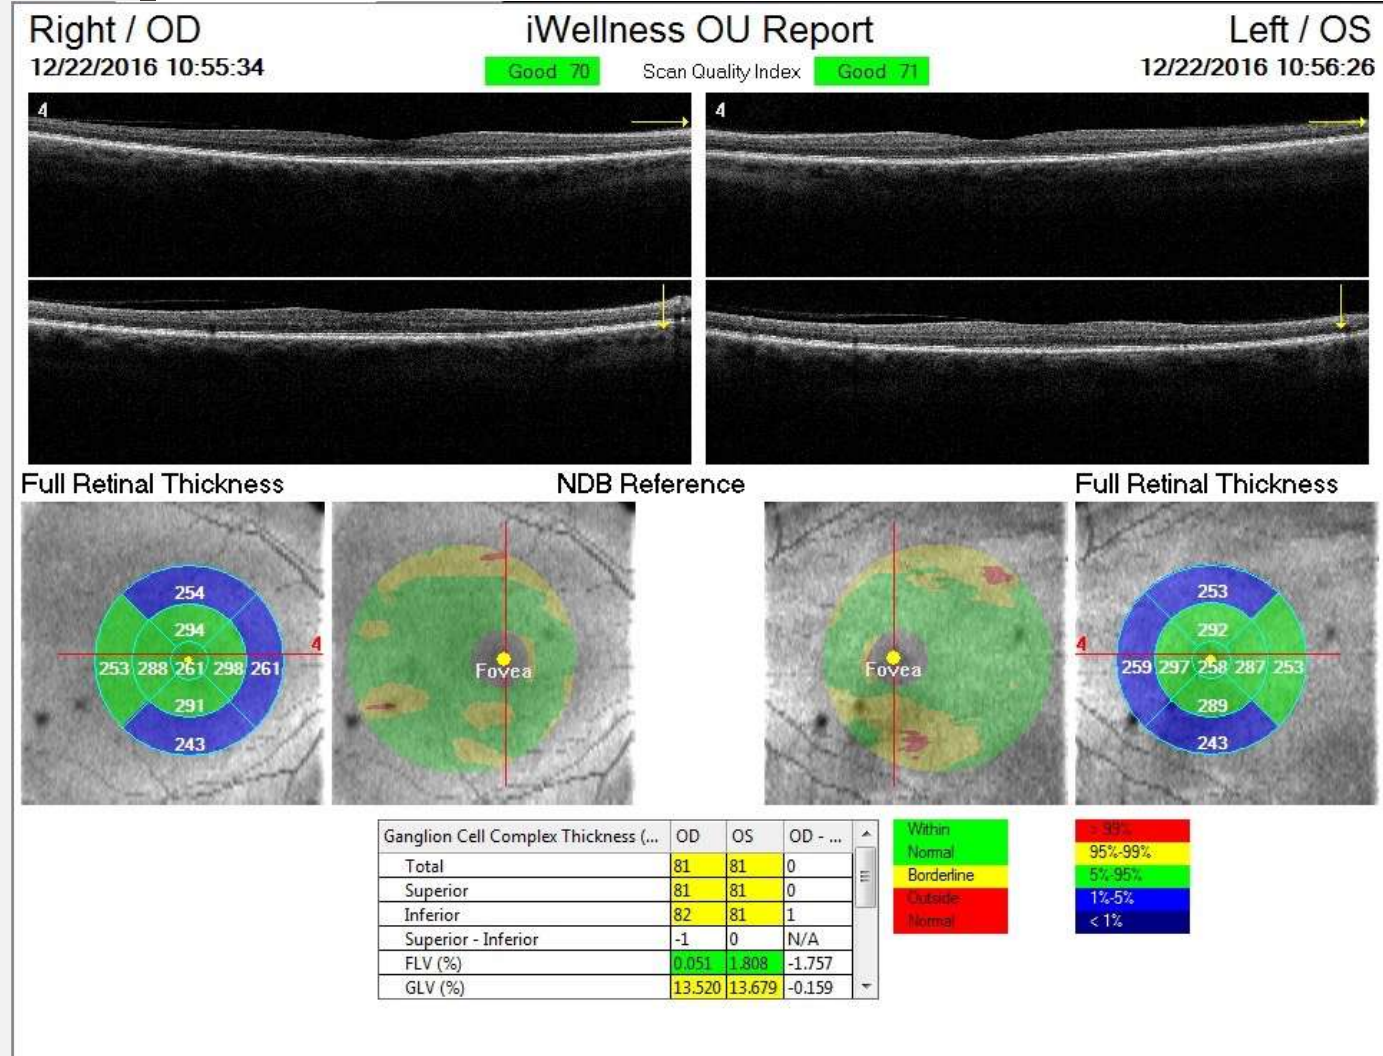 Right / OD iWellness OU Report Left / OS
12/22/2016 10:55:34 Good 70 Scan Quality Index Good 71 12/22/2016 10:56:26
4 4
Full Retinal Thickness NDB Reference Full Retinal Thickness
254 253
294 292
4 4
253 288 261 298 261 Fovea Fovea 259 297 258 287 253
291 289
243 243
Ganglion Cell Complex Thickness (... OD OS OD - ...
Total 81 81 0
Superior 81 81 0
Inferior 82 81 1
Superior - Inferior -1 0 N/A
FLV (%) 0.051 1.808 -1.757
GLV (%) 13.520 13.679 -0.159
Within > 99%
Normal 95%-99%
Borderline 5%-95%
Outside 1%-5%
Normal < 1%